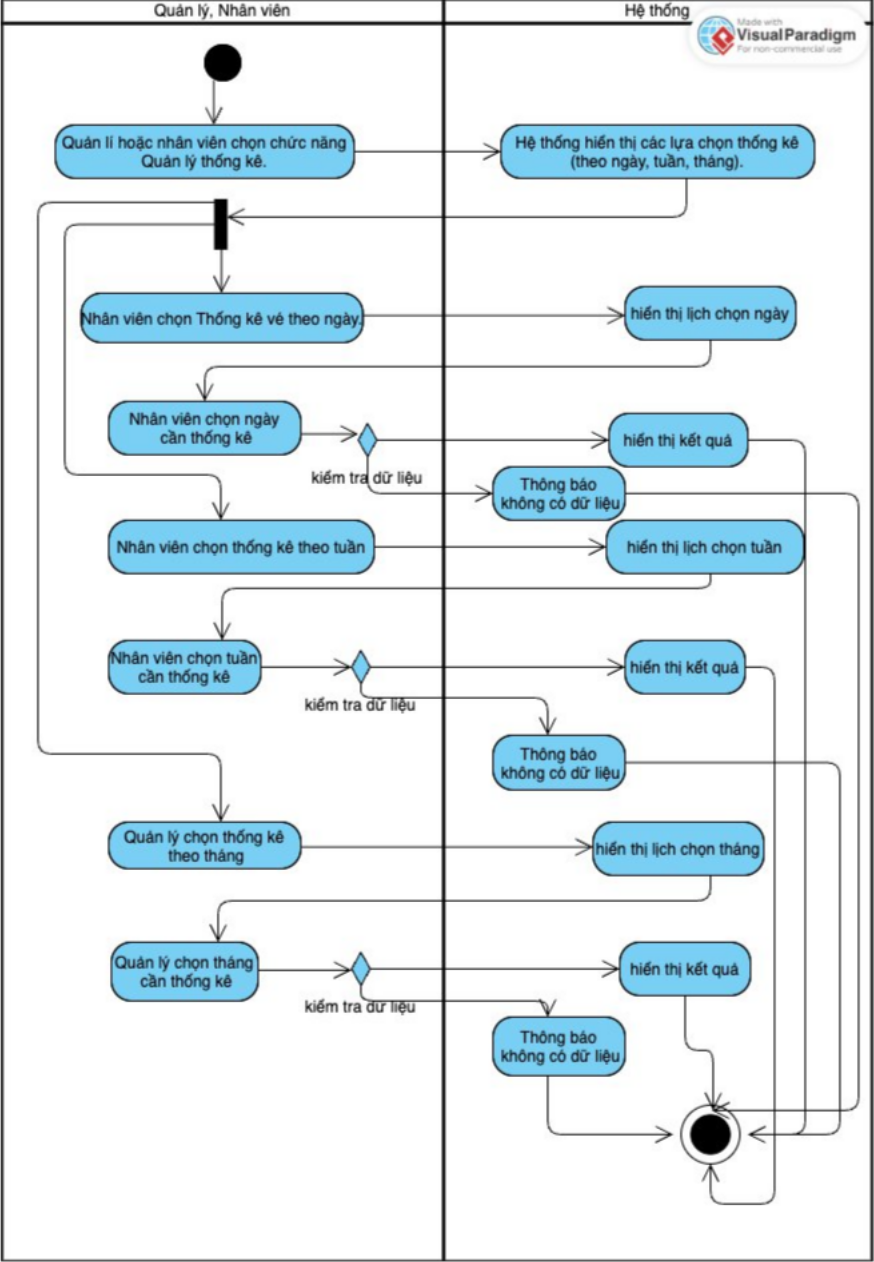 Quản lý, Nhân viên
Hệ thống
Made with
Visual Paradigm
For non-commercial use
Quản lí hoặc nhân viên chọn chức năng
Quản lý thống kê.
Hệ thống hiển thị các lựa chọn thống kê
(theo ngày, tuần, tháng).
Nhân viên chọn Thống kê vé theo ngày.
hiển thị lịch chọn ngày
Nhân viên chọn ngày
cần thống kê
hiển thị kết quả
kiểm tra dữ liệu
Thông báo
không có dữ liệu
Nhân viên chọn thống kê theo tuần
hiển thị lịch chọn tuần
Nhân viên chọn tuần
cần thống kê
hiển thị kết quả
kiểm tra dữ liệu
Thông báo
không có dữ liệu
Quản lý chọn thống kê
theo tháng
hiển thị lịch chọn tháng
Quản lý chọn tháng
cần thống kê
hiển thị kết quả
kiểm tra dữ liệu
Thông báo
không có dữ liệu